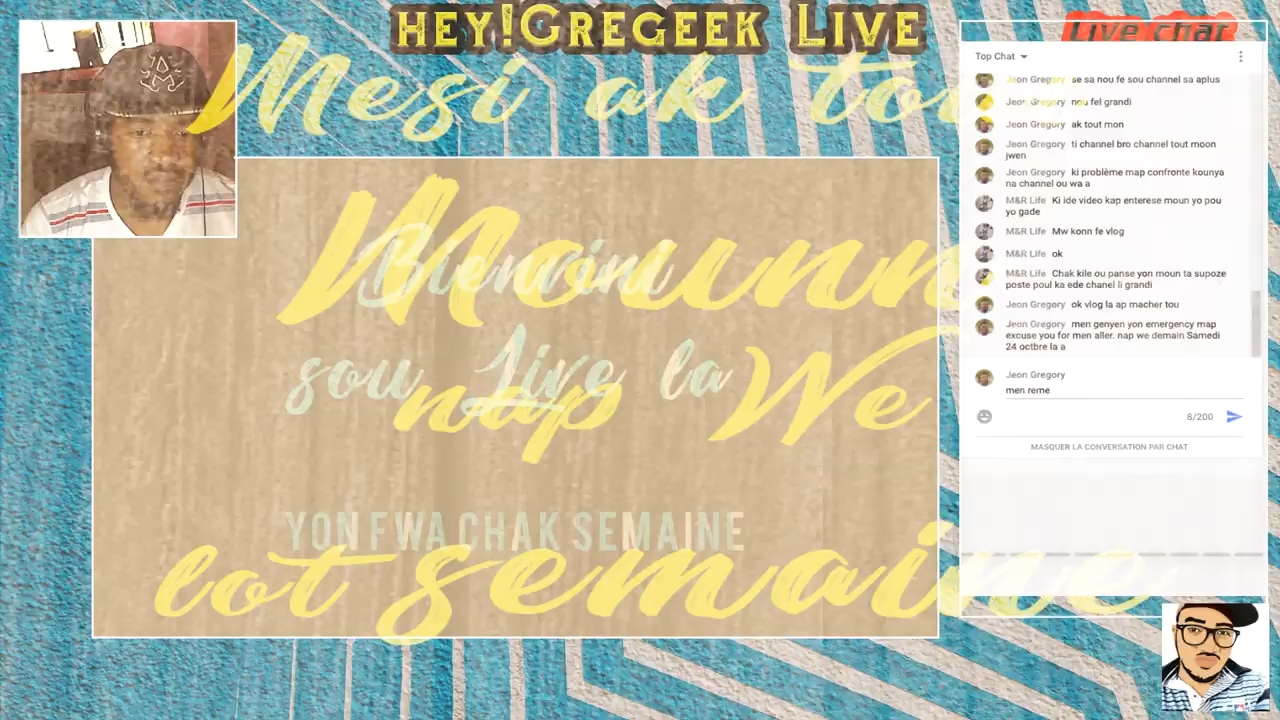 HEY!GREGEEK LIVE
Live chat
Mesi ak tou
Mounn
nap We
lot semaine
Bienvini
sou Live la
YON FWA CHAK SEMAINE
Top Chat
Jeon Gregory se sa nou fe sou channel sa aplus
Jeon Gregory nou fel grandi
Jeon Gregory ak tout mon
Jeon Gregory ti channel bro channel tout moon
jwen
Jeon Gregory ki problème map confronte kounya
na channel ou wa a
M&R Life Ki ide video kap enterese moun yo pou
yo gade
M&R Life Mw konn fe vlog
M&R Life ok
M&R Life Chak kile ou panse yon moun ta supoze
poste poul ka ede chanel li grandi
Jeon Gregory ok vlog la ap macher tou
Jeon Gregory men genyen yon emergency map
excuse you for men aller. nap we demain Samedi
24 octbre la a
Jeon Gregory
men reme
8/200
MASQUER LA CONVERSATION PAR CHAT